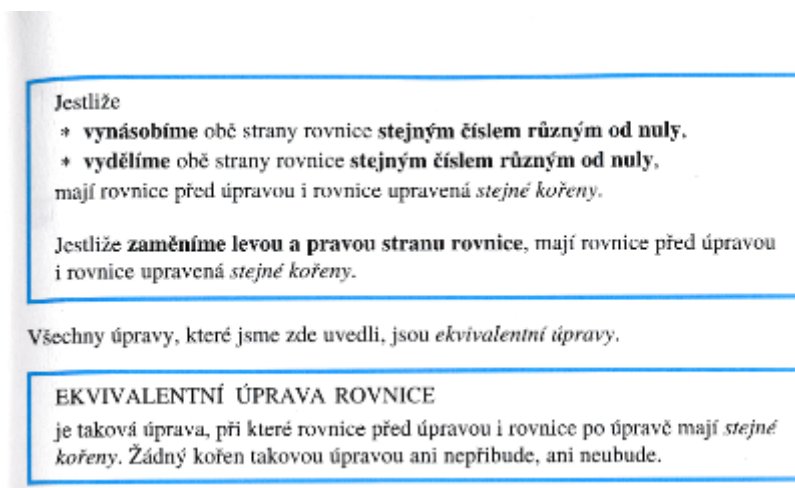 Jestliže
* vynásobíme obě strany rovnice stejným číslem různým od nuly,
* vydělíme obě strany rovnice stejným číslem různým od nuly,
mají rovnice před úpravou i rovnice upravená stejné kořeny.
Jestliže zaměníme levou a pravou stranu rovnice, mají rovnice před úpravou
i rovnice upravená stejné kořeny.
Všechny úpravy, které jsme zde uvedli, jsou ekvivalentní úpravy.
EKVIVALENTNÍ ÚPRAVA ROVNICE
je taková úprava, při které rovnice před úpravou i rovnice po úpravě mají stejné
kořeny. Žádný kořen takovou úpravou ani nepřibude, ani neubude.